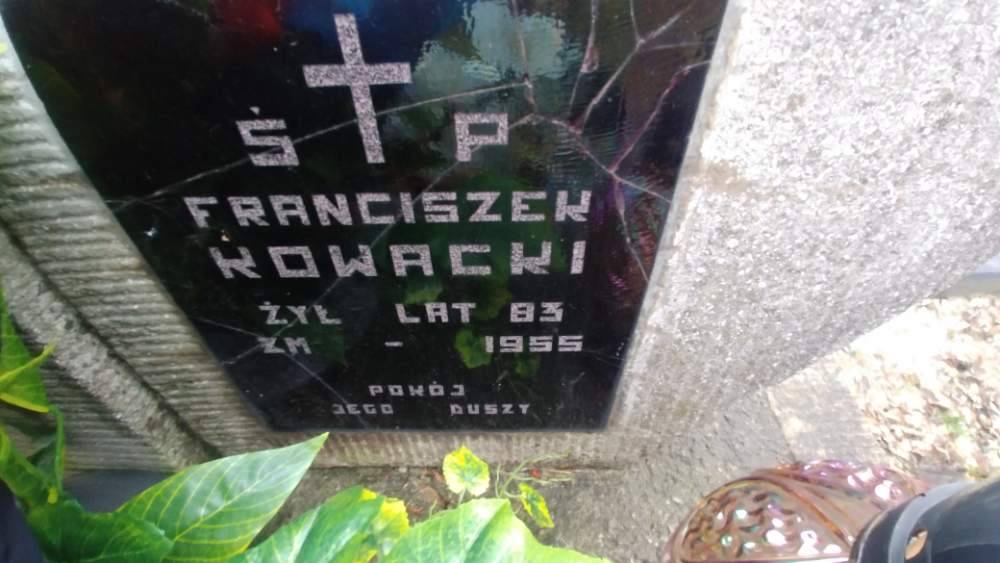 Ś P
FRANCISZEK
KOWACKI
ŻYŁ LAT 83
ZM - 1955
POKÓJ
JEGO DUSZY